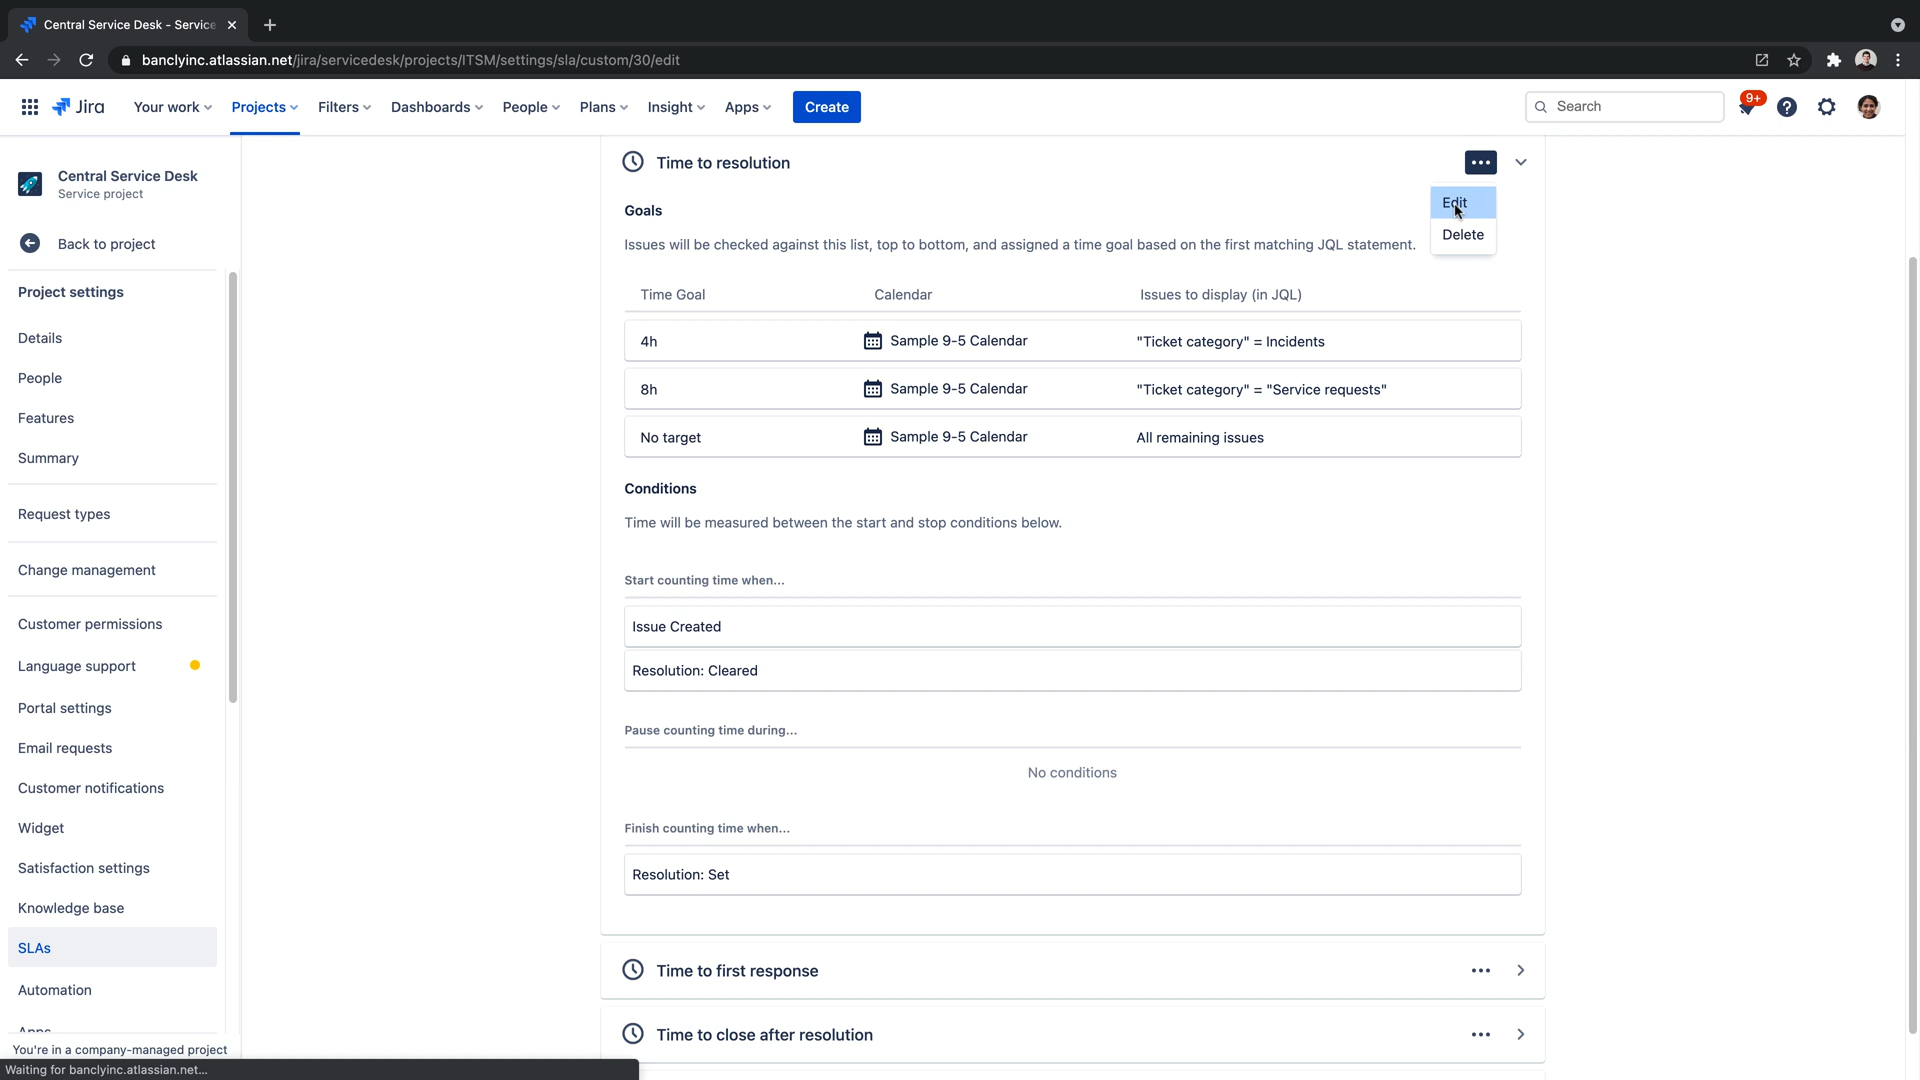 Central Service Desk - Service
banclyinc.atlassian.net/jira/servicedesk/projects/ITSM/settings/sla/custom/30/edit
Jira
Your work
Projects
Filters
Dashboards
People
Plans
Insight
Apps
Create
Search
9+
Central Service Desk
Service project
Back to project
Project settings
Details
People
Features
Summary
Request types
Change management
Customer permissions
Language support
Portal settings
Email requests
Customer notifications
Widget
Satisfaction settings
Knowledge base
SLAs
Automation
Apps
You're in a company-managed project
Waiting for banclyinc.atlassian.net...
Time to resolution
Edit
Delete
Goals
Issues will be checked against this list, top to bottom, and assigned a time goal based on the first matching JQL statement.
Time Goal Calendar Issues to display (in JQL)
4h Sample 9-5 Calendar "Ticket category" = Incidents
8h Sample 9-5 Calendar "Ticket category" = "Service requests"
No target Sample 9-5 Calendar All remaining issues
Conditions
Time will be measured between the start and stop conditions below.
Start counting time when...
Issue Created
Resolution: Cleared
Pause counting time during...
No conditions
Finish counting time when...
Resolution: Set
Time to first response
Time to close after resolution